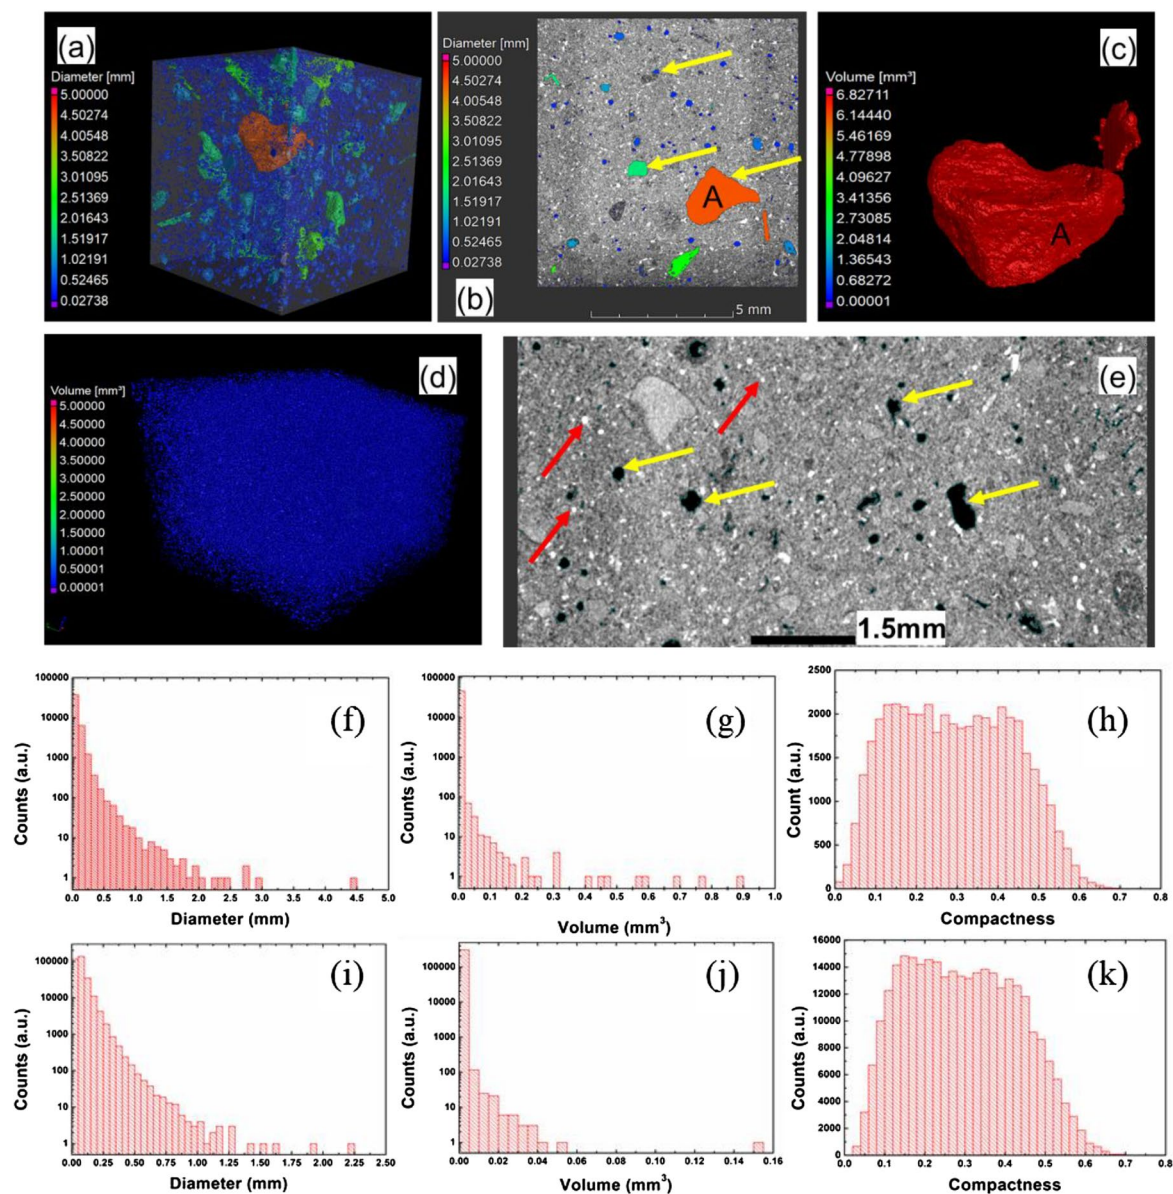 (a)
Diameter [mm]
5.00000
4.50274
4.00548
3.50822
3.01095
2.51369
2.01643
1.51917
1.02191
0.52465
0.02738
Diameter [mm]
5.00000
4.50274
4.00548
3.50822
3.01095
2.51369
2.01643
1.51917
1.02191
0.52465
0.02738
A
(b)
5 mm
(c)
Volume [mm³]
6.82711
6.14440
5.46169
4.77898
4.09627
3.41356
2.73085
2.04814
1.36543
0.68272
0.00001
A
(d)
Volume [mm³]
5.00000
4.50000
4.00000
3.50000
3.00000
2.50000
2.00000
1.50000
1.00001
0.50001
0.00001
(e)
1.5mm
100000
10000
1000
100
10
1
Counts (a.u.)
(f)
0.0 0.5 1.0 1.5 2.0 2.5 3.0 3.5 4.0 4.5 5.0
Diameter (mm)
100000
10000
1000
100
10
1
Counts (a.u.)
(g)
0.0 0.1 0.2 0.3 0.4 0.5 0.6 0.7 0.8 0.9 1.0
Volume (mm³)
2500
2000
1500
1000
500
0
Count (a.u.)
(h)
0.0 0.1 0.2 0.3 0.4 0.5 0.6 0.7 0.8
Compactness
100000
10000
1000
100
10
1
Counts (a.u.)
(i)
0.00 0.25 0.50 0.75 1.00 1.25 1.50 1.75 2.00 2.25 2.50
Diameter (mm)
100000
10000
1000
100
10
1
Counts (a.u.)
(j)
0.00 0.02 0.04 0.06 0.08 0.10 0.12 0.14 0.16
Volume (mm³)
16000
14000
12000
10000
8000
6000
4000
2000
0
Counts (a.u.)
(k)
0.0 0.1 0.2 0.3 0.4 0.5 0.6 0.7 0.8
Compactness